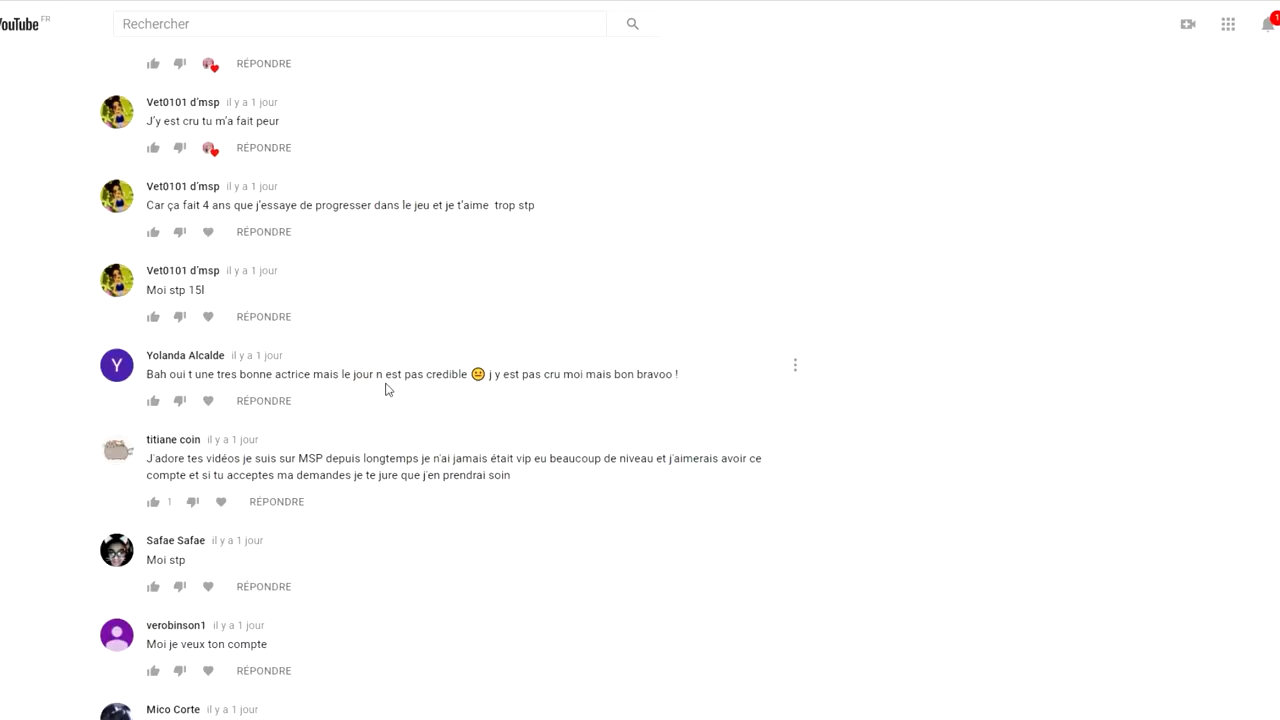 YouTube FR
Rechercher
RÉPONDRE
Vet0101 d'msp il y a 1 jour
J'y est cru tu m'a fait peur
RÉPONDRE
Vet0101 d'msp il y a 1 jour
Car ça fait 4 ans que j'essaye de progresser dans le jeu et je t'aime trop stp
RÉPONDRE
Vet0101 d'msp il y a 1 jour
Moi stp 15l
RÉPONDRE
Y
Yolanda Alcalde il y a 1 jour
Bah oui t une tres bonne actrice mais le jour n est pas credible 😐 j y est pas cru moi mais bon bravoo !
RÉPONDRE
titiane coin il y a 1 jour
J'adore tes vidéos je suis sur MSP depuis longtemps je n'ai jamais était vip eu beaucoup de niveau et j'aimerais avoir ce
compte et si tu acceptes ma demandes je te jure que j'en prendrai soin
1 RÉPONDRE
Safae Safae il y a 1 jour
Moi stp
RÉPONDRE
verobinson1 il y a 1 jour
Moi je veux ton compte
RÉPONDRE
Mico Corte il y a 1 jour